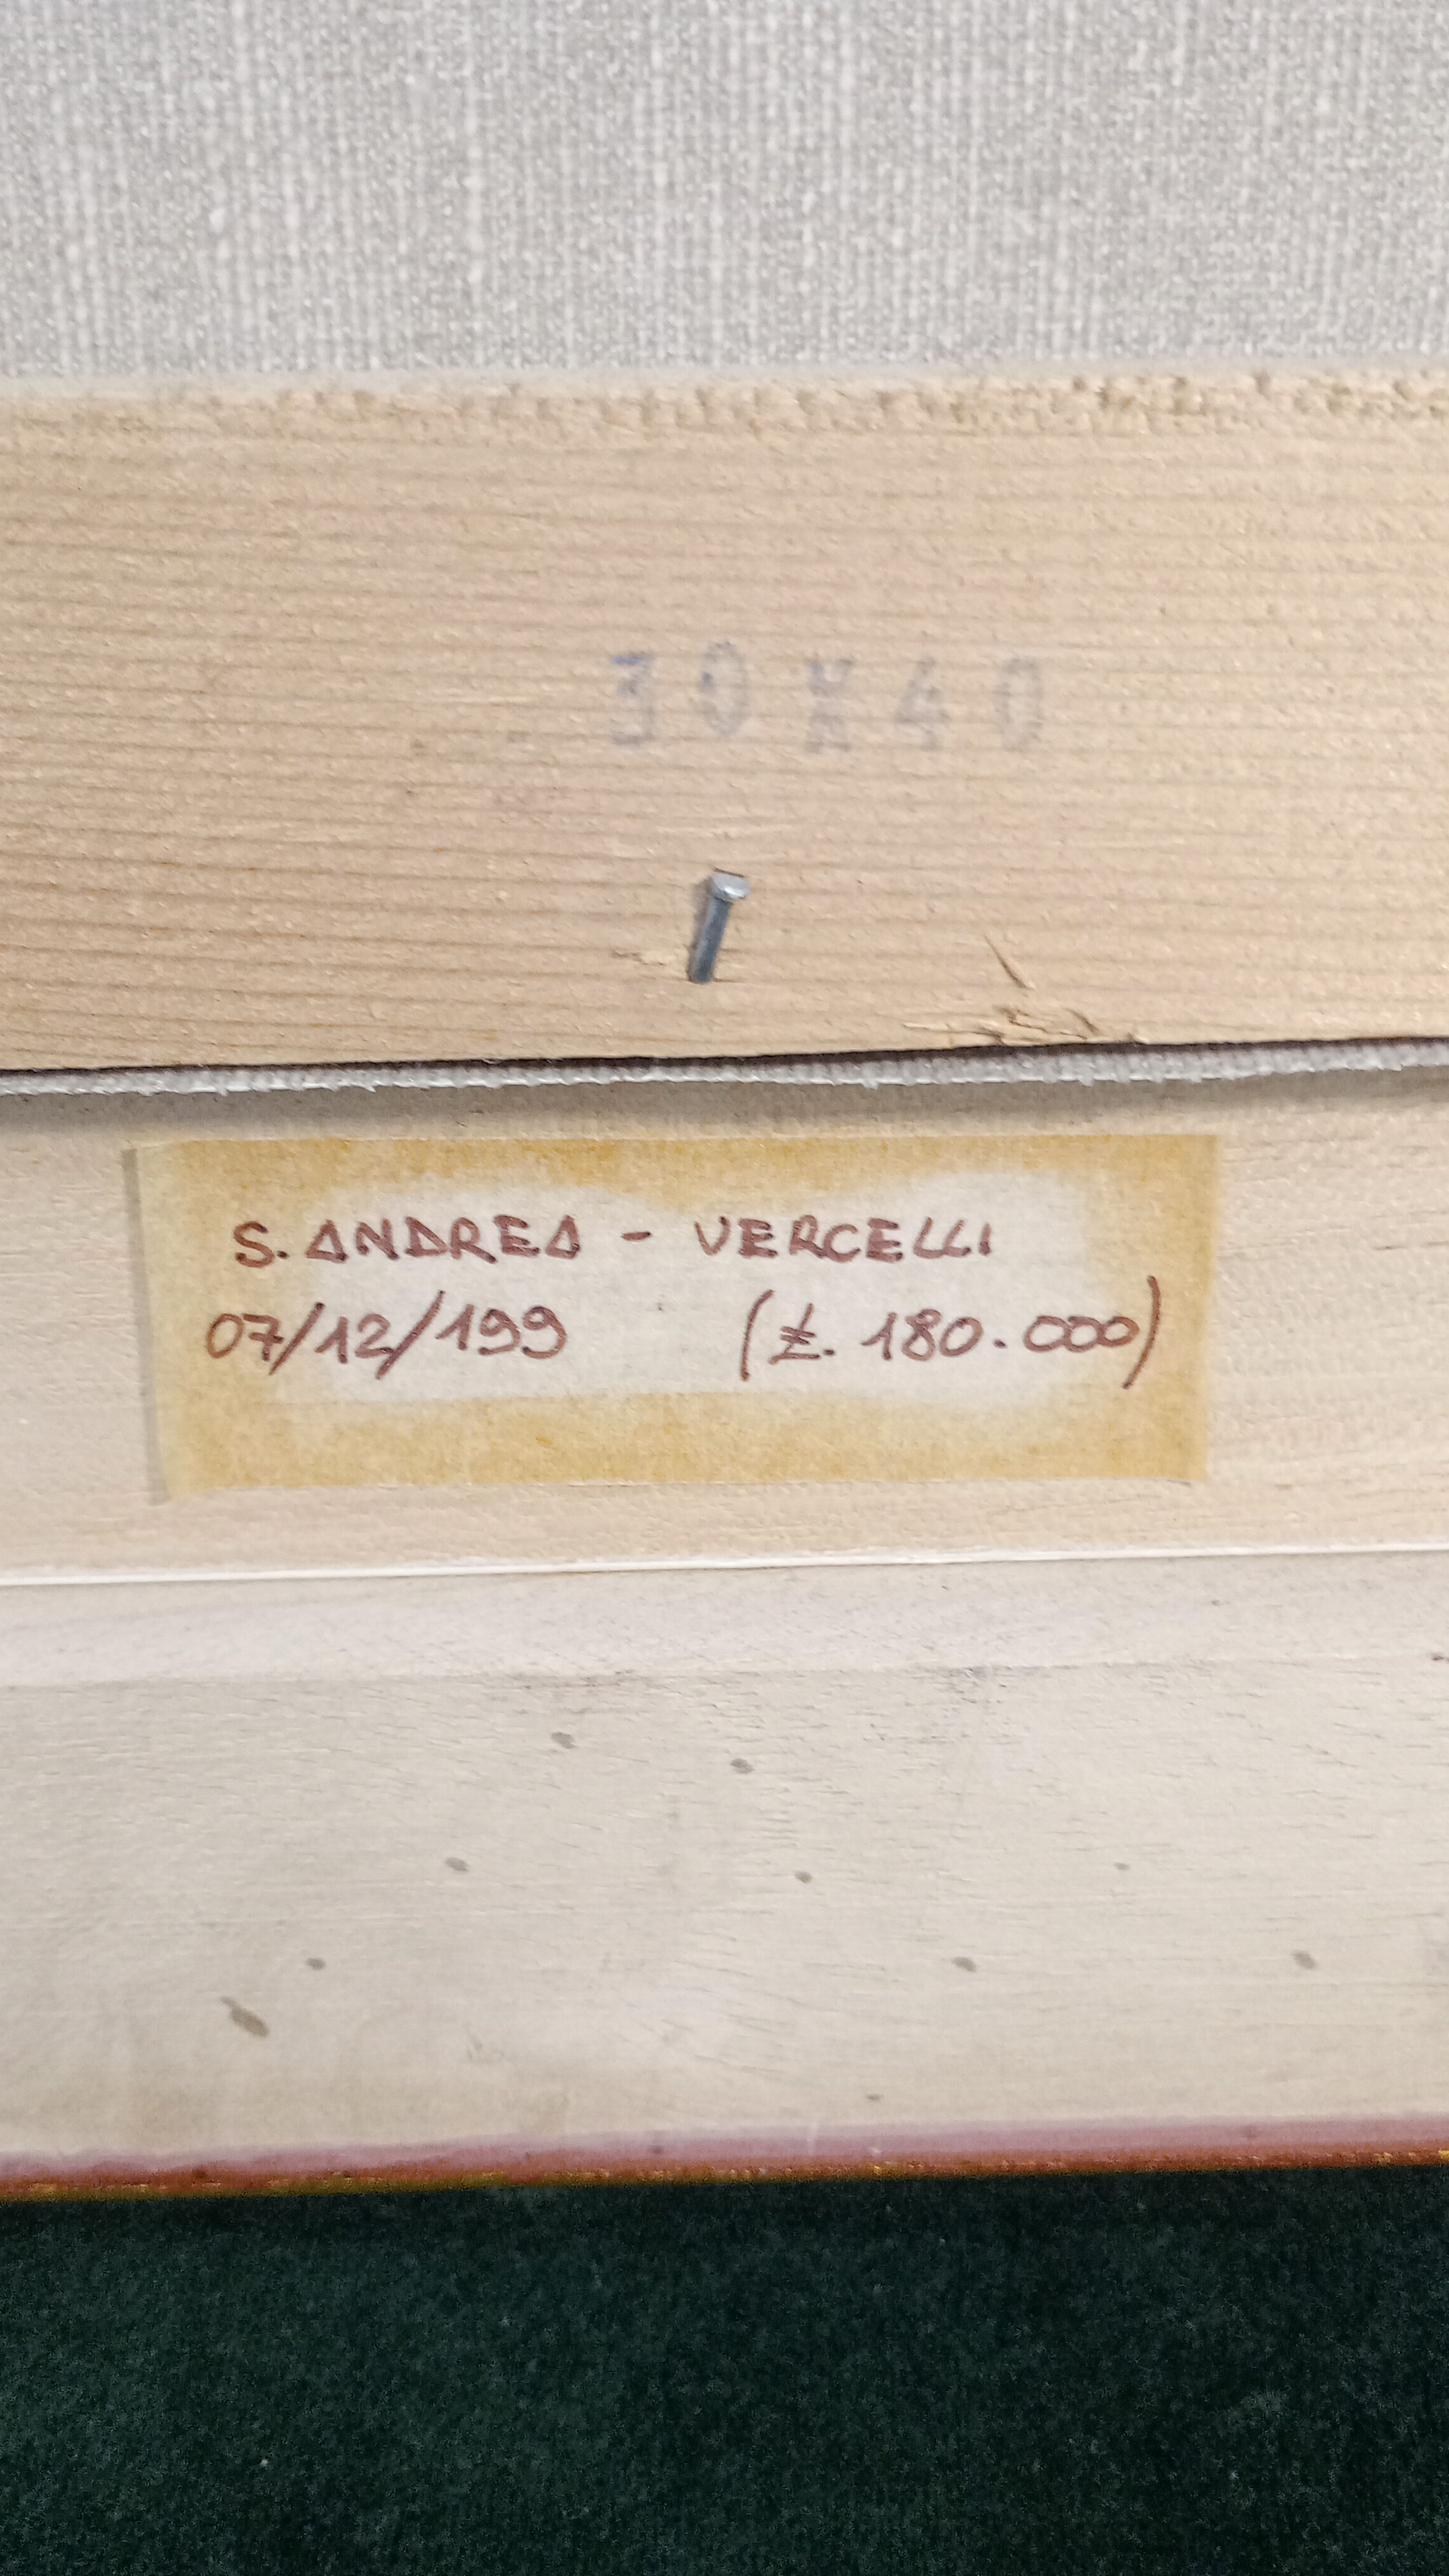 30X40
S. ANDREA - VERCELLI
07/12/199 (£. 180.000)